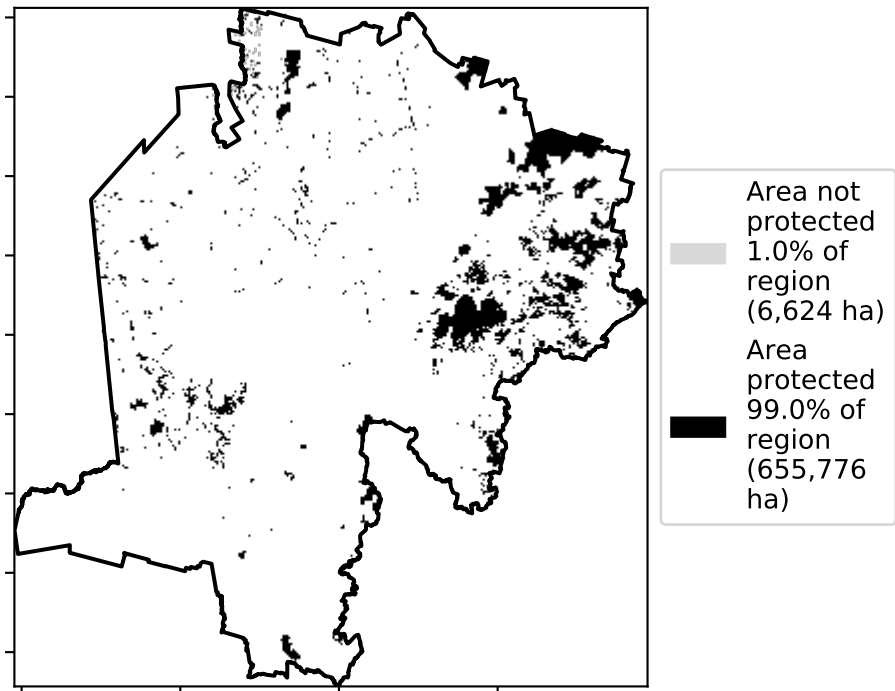 Area not
protected
1.0% of
region
(6,624 ha)
Area
protected
99.0% of
region
(655,776
ha)